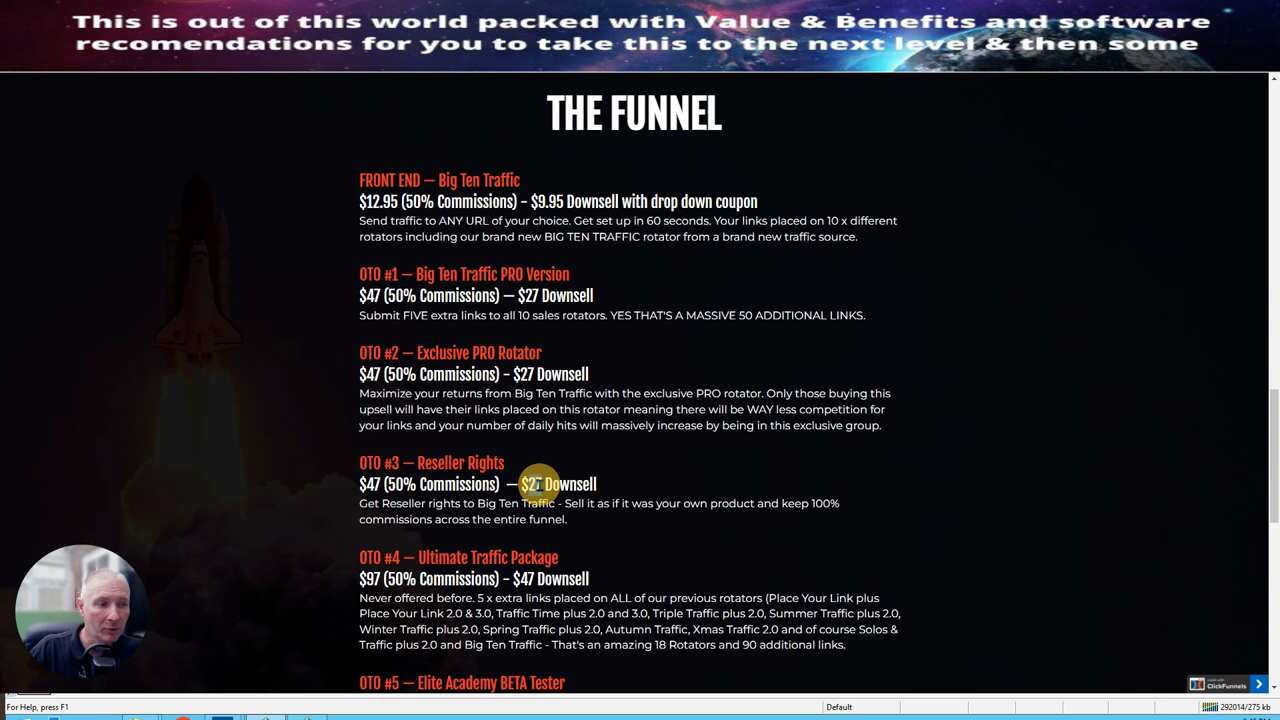 This is out of this world packed with Value & Benefits and software
recomendations for you to take this to the next level & then some
THE FUNNEL
FRONT END — Big Ten Traffic
$12.95 (50% Commissions) - $9.95 Downsell with drop down coupon
Send traffic to ANY URL of your choice. Get set up in 60 seconds. Your links placed on 10 x different
rotators including our brand new BIG TEN TRAFFIC rotator from a brand new traffic source.
OTO #1 — Big Ten Traffic PRO Version
$47 (50% Commissions) — $27 Downsell
Submit FIVE extra links to all 10 sales rotators. YES THAT'S A MASSIVE 50 ADDITIONAL LINKS.
OTO #2 — Exclusive PRO Rotator
$47 (50% Commissions) - $27 Downsell
Maximize your returns from Big Ten Traffic with the exclusive PRO rotator. Only those buying this
upsell will have their links placed on this rotator meaning there will be WAY less competition for
your links and your number of daily hits will massively increase by being in this exclusive group.
OTO #3 — Reseller Rights
$47 (50% Commissions) — $27 Downsell
Get Reseller rights to Big Ten Traffic - Sell it as if it was your own product and keep 100%
commissions across the entire funnel.
OTO #4 — Ultimate Traffic Package
$97 (50% Commissions) - $47 Downsell
Never offered before. 5 x extra links placed on ALL of our previous rotators (Place Your Link plus
Place Your Link 2.0 & 3.0, Traffic Time plus 2.0 and 3.0, Triple Traffic plus 2.0, Summer Traffic plus 2.0,
Winter Traffic plus 2.0, Spring Traffic plus 2.0, Autumn Traffic, Xmas Traffic 2.0 and of course Solos &
Traffic plus 2.0 and Big Ten Traffic - That's an amazing 18 Rotators and 90 additional links.
OTO #5 — Elite Academy BETA Tester
made with
ClickFunnels
For Help, press F1
Default
292014/275 kb